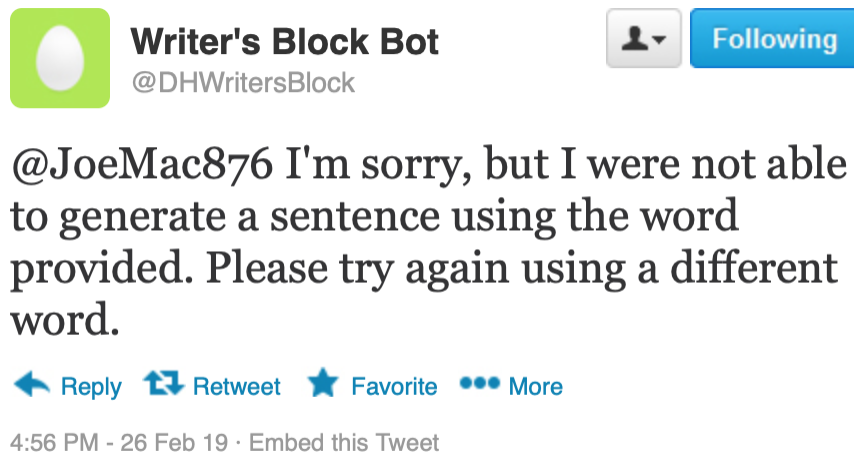 Writer's Block Bot
Following
@DHWritersBlock
@JoeMac876 I'm sorry, but I were not able
to generate a sentence using the word
provided. Please try again using a different
word.
Reply Retweet Favorite More
4:56 PM - 26 Feb 19 · Embed this Tweet